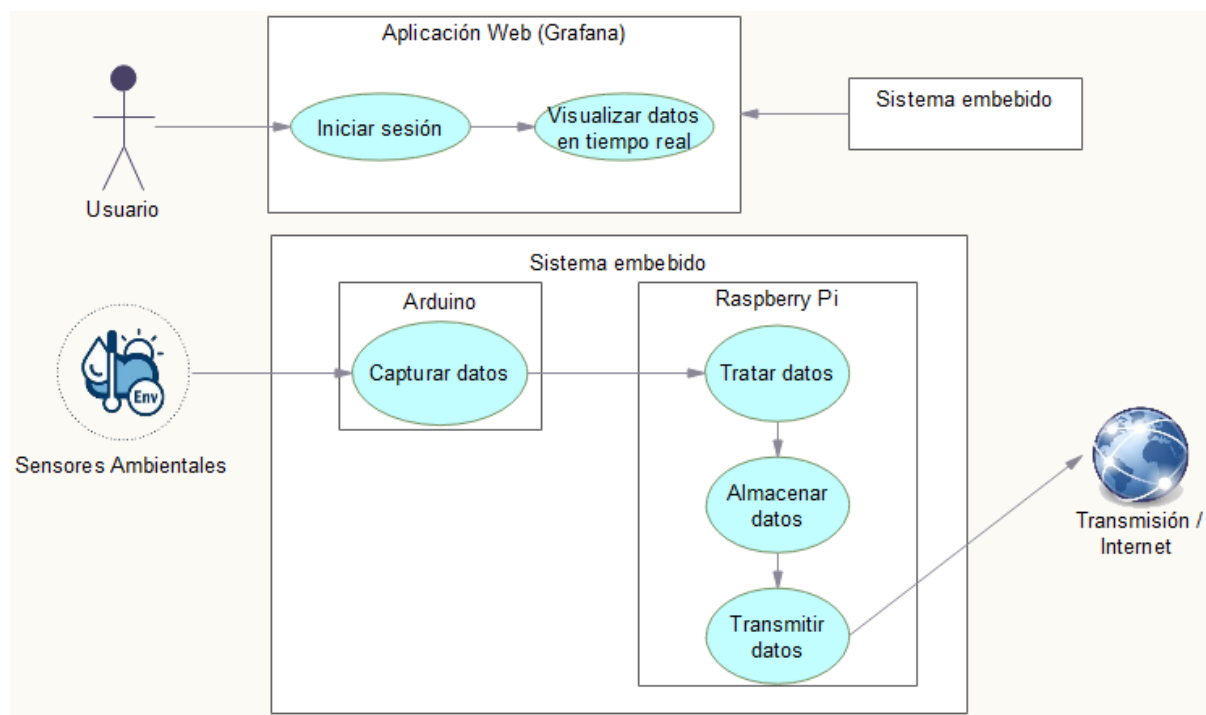 Aplicación Web (Grafana)
Iniciar sesión
Visualizar datos
en tiempo real
Sistema embebido
Usuario
Sistema embebido
Arduino
Raspberry Pi
Capturar datos
Tratar datos
Env
Sensores Ambientales
Almacenar
datos
Transmisión /
Internet
Transmitir
datos